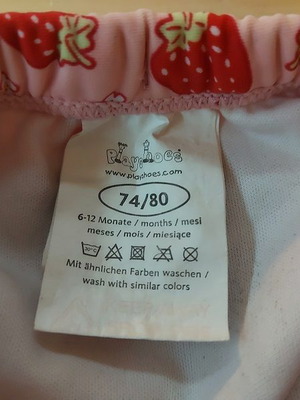 Playshoes
www.playshoes.com
74/80
6-12 Monate / months / mesi
meses / mois / miesiące
30°C
Mit ähnlichen Farben waschen /
wash with similar colors